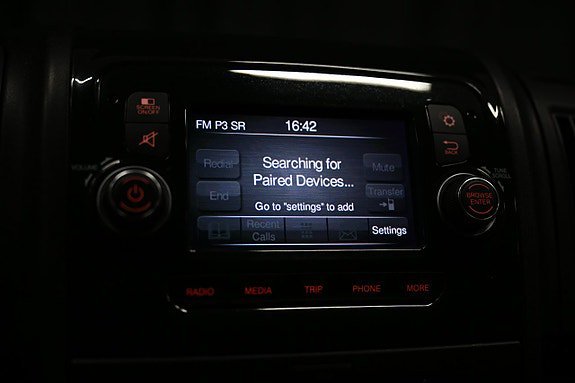 SCREEN
ON/OFF
FM P3 SR
16:42
VOLUME
BACK
TUNE
SCROLL
BROWSE
ENTER
Redial
Searching for
Paired Devices...
Mute
End
Go to "settings" to add
Transfer
Recent
Calls
Settings
RADIO
MEDIA
TRIP
PHONE
MORE